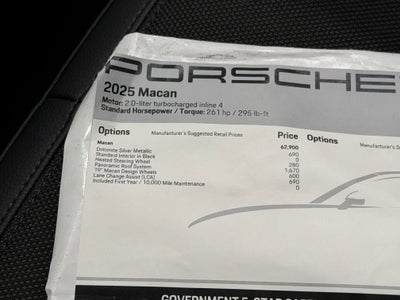 PORSCHE
2025 Macan
Motor: 2.0-liter turbocharged inline 4
Standard Horsepower / Torque: 261 hp / 295 lb-ft
Options Manufacturer's Suggested Retail Prices Price Options
Macan 62,900
Dolomite Silver Metallic 690
Standard Interior in Black 0
Heated Steering Wheel 280
Panoramic Roof System 1,670
19" Macan Design Wheels 600
Lane Change Assist (LCA) 690
Included First Year / 10,000 Mile Maintenance 0
GOVERNMENT 5-STAR